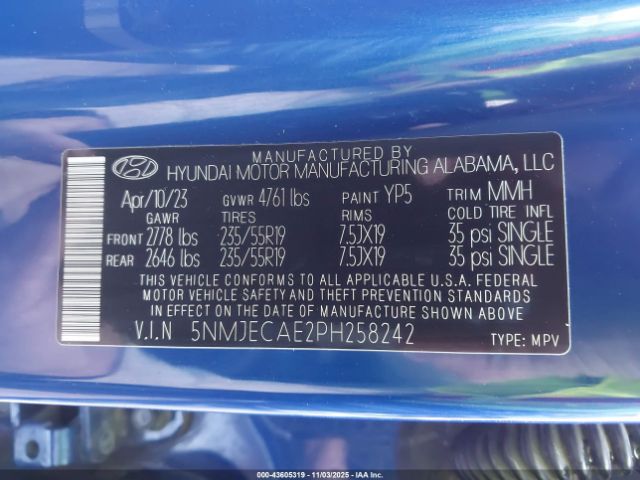 MANUFACTURED BY
HYUNDAI MOTOR MANUFACTURING ALABAMA, LLC
Apr/10/23 GVWR 4761 lbs PAINT YP5 TRIM MMH
GAWR TIRES RIMS COLD TIRE INFL
FRONT 2778 lbs 235/55R19 7.5JX19 35 psi SINGLE
REAR 2646 lbs 235/55R19 7.5JX19 35 psi SINGLE
THIS VEHICLE CONFORMS TO ALL APPLICABLE U.S.A. FEDERAL
MOTOR VEHICLE SAFETY AND THEFT PREVENTION STANDARDS
IN EFFECT ON THE DATE OF MANUFACTURE SHOWN ABOVE
V.I.N 5NMJECAE2PH258242 TYPE: MPV
000-43605319 | 11/03/2025 - © IAA Inc.